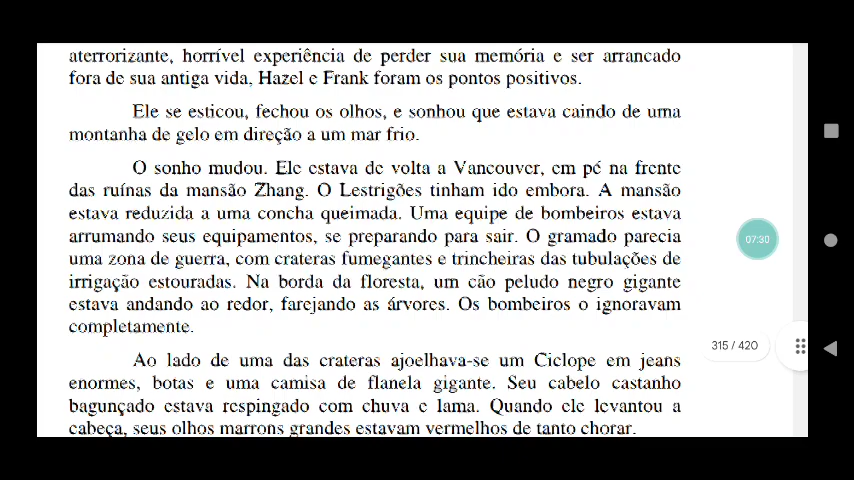 aterrorizante, horrível experiência de perder sua memória e ser arrancado
fora de sua antiga vida, Hazel e Frank foram os pontos positivos.
Ele se esticou, fechou os olhos, e sonhou que estava caindo de uma
montanha de gelo em direção a um mar frio.
O sonho mudou. Ele estava de volta a Vancouver, em pé na frente
das ruínas da mansão Zhang. O Lestrigões tinham ido embora. A mansão
estava reduzida a uma concha queimada. Uma equipe de bombeiros estava
arrumando seus equipamentos, se preparando para sair. O gramado parecia
uma zona de guerra, com crateras fumegantes e trincheiras das tubulações de
irrigação estouradas. Na borda da floresta, um cão peludo negro gigante
estava andando ao redor, farejando as árvores. Os bombeiros o ignoravam
completamente.
Ao lado de uma das crateras ajoelhava-se um Ciclope em jeans
enormes, botas e uma camisa de flanela gigante. Seu cabelo castanho
bagunçado estava respingado com chuva e lama. Quando ele levantou a
cabeça, seus olhos marrons grandes estavam vermelhos de tanto chorar.
07:30
315 / 420